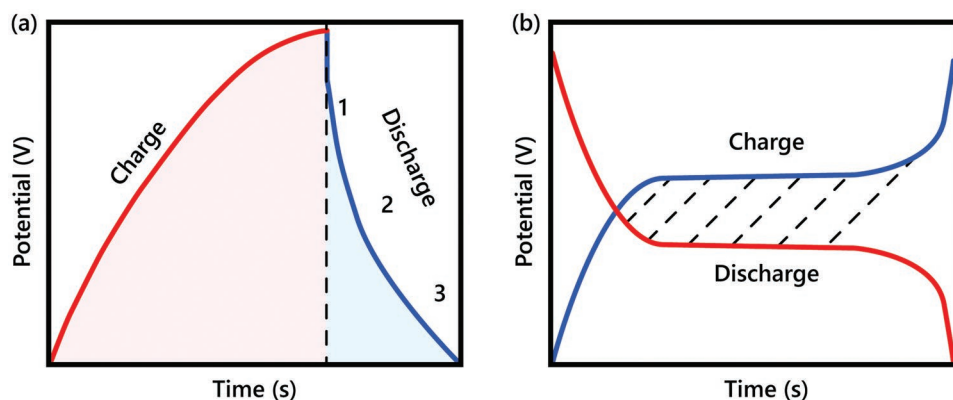 (a)
Potential (V)
Charge
1
Discharge
2
3
Time (s)
(b)
Potential (V)
Charge
Discharge
Time (s)